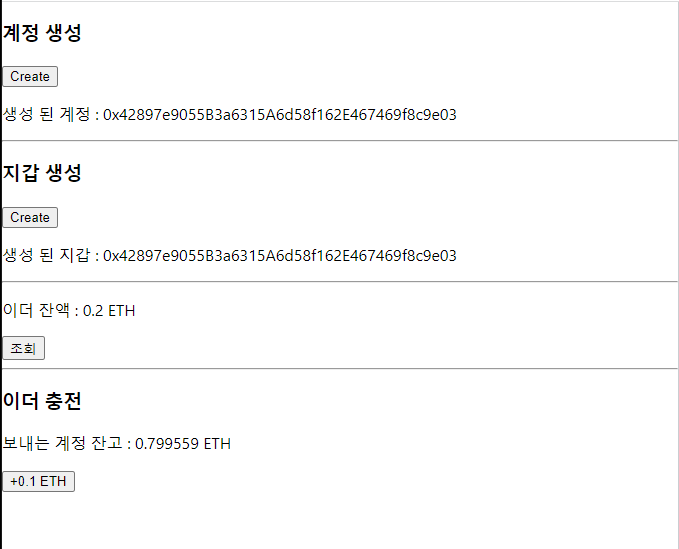 계정 생성
Create
생성 된 계정 : 0x42897e9055B3a6315A6d58f162E467469f8c9e03
지갑 생성
Create
생성 된 지갑 : 0x42897e9055B3a6315A6d58f162E467469f8c9e03
이더 잔액 : 0.2 ETH
조회
이더 충전
보내는 계정 잔고 : 0.799559 ETH
+0.1 ETH